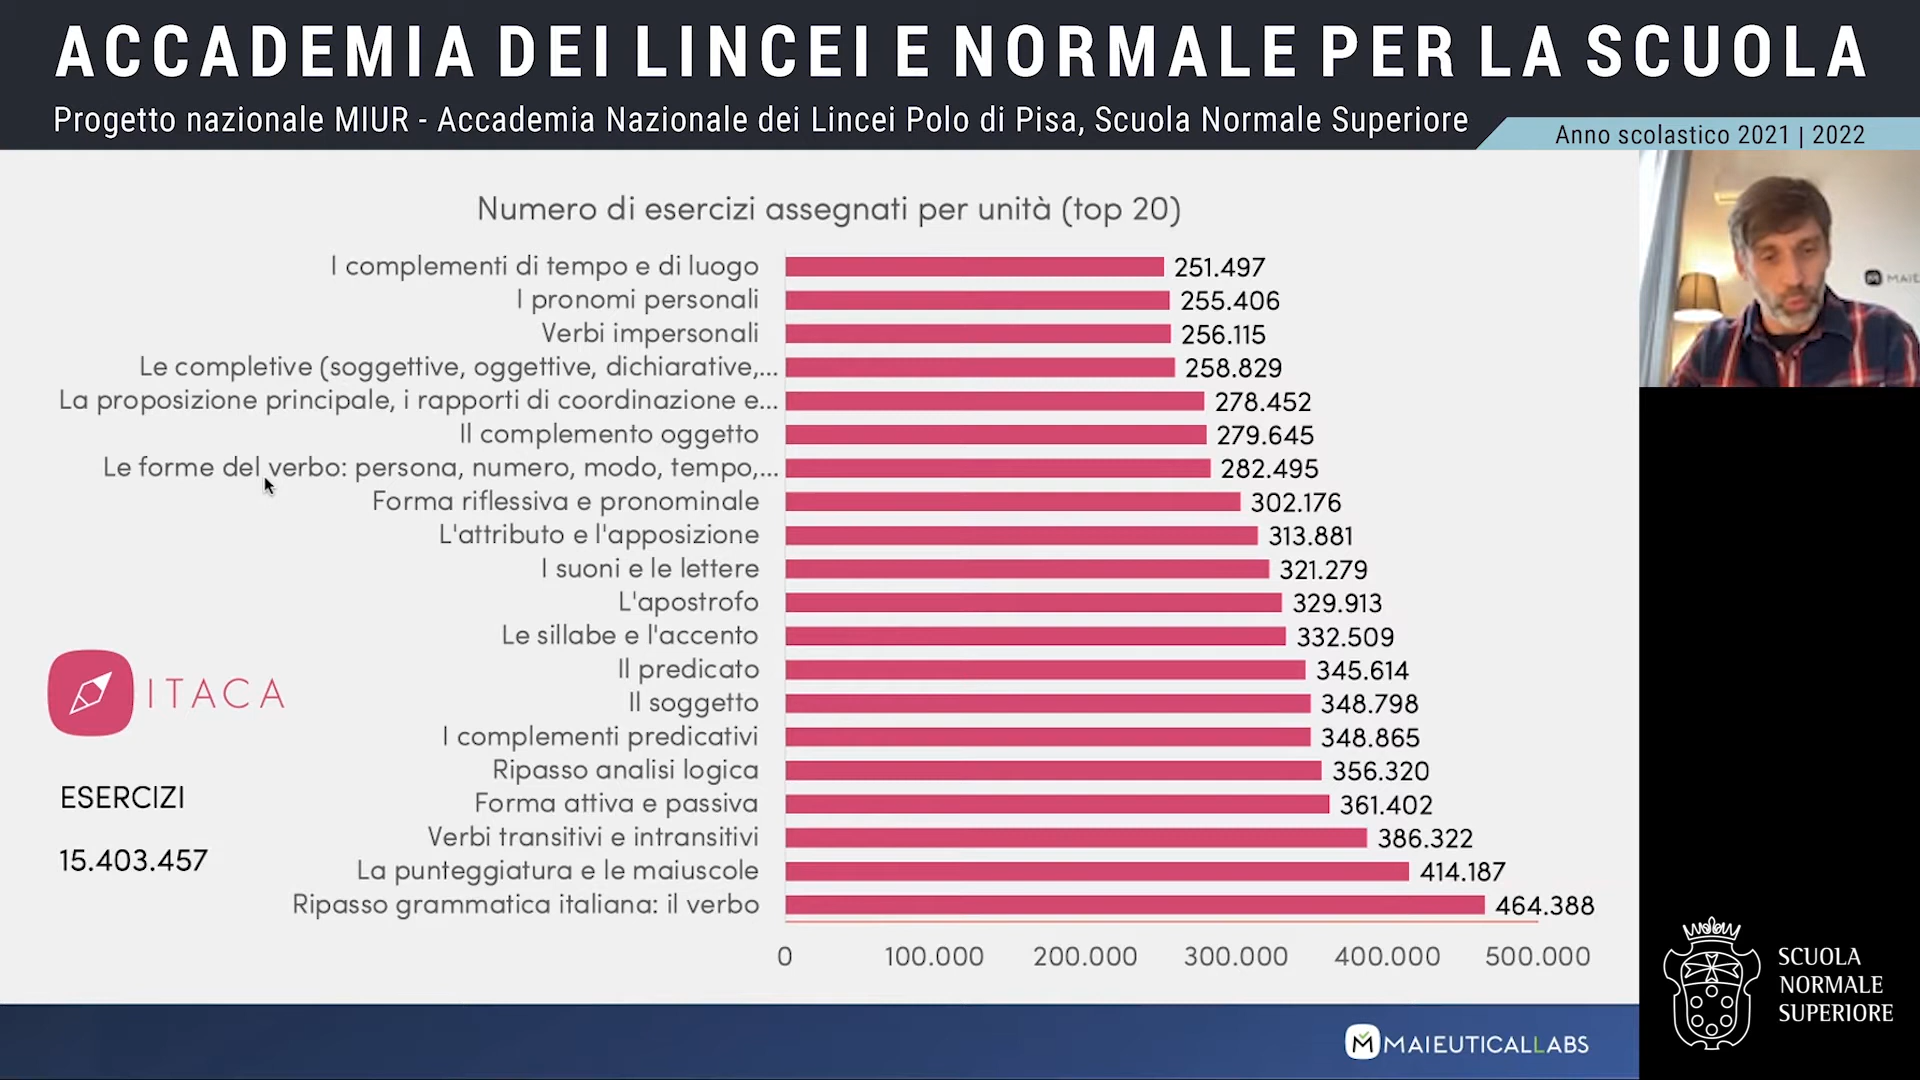 ACCADEMIA DEI LINCEI E NORMALE PER LA SCUOLA
Progetto nazionale MIUR - Accademia Nazionale dei Lincei Polo di Pisa, Scuola Normale Superiore
Anno scolastico 2021 | 2022
Numero di esercizi assegnati per unità (top 20)
I complementi di tempo e di luogo 251.497
I pronomi personali 255.406
Verbi impersonali 256.115
Le completive (soggettive, oggettive, dichiarative,... 258.829
La proposizione principale, i rapporti di coordinazione e... 278.452
Il complemento oggetto 279.645
Le forme del verbo: persona, numero, modo, tempo,... 282.495
Forma riflessiva e pronominale 302.176
L'attributo e l'apposizione 313.881
I suoni e le lettere 321.279
L'apostrofo 329.913
Le sillabe e l'accento 332.509
Il predicato 345.614
Il soggetto 348.798
I complementi predicativi 348.865
Ripasso analisi logica 356.320
Forma attiva e passiva 361.402
Verbi transitivi e intransitivi 386.322
La punteggiatura e le maiuscole 414.187
Ripasso grammatica italiana: il verbo 464.388
0 100.000 200.000 300.000 400.000 500.000
ITACA
ESERCIZI
15.403.457
M MAIE
M MAIEUTICALLABS
SCUOLA
NORMALE
SUPERIORE